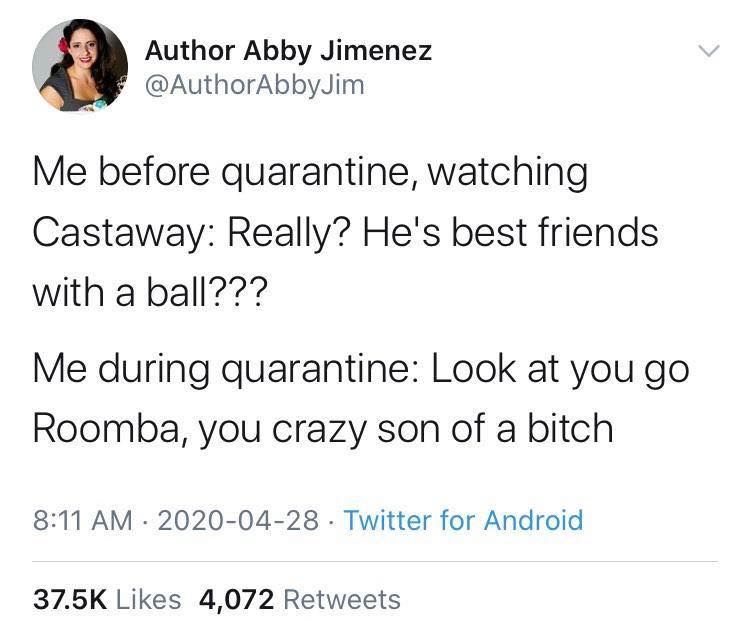 Author Abby Jimenez
@AuthorAbbyJim
Me before quarantine, watching
Castaway: Really? He's best friends
with a ball???
Me during quarantine: Look at you go
Roomba, you crazy son of a bitch
8:11 AM · 2020-04-28 · Twitter for Android
37.5K Likes 4,072 Retweets